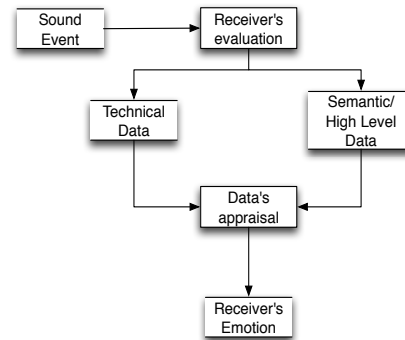 Sound
Event
Receiver's
evaluation
Technical
Data
Semantic/
High Level
Data
Data's
appraisal
Receiver's
Emotion